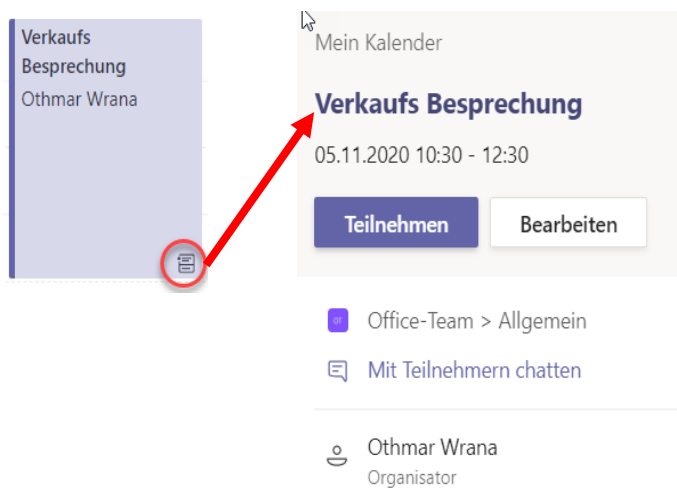 Verkaufs
Besprechung
Othmar Wrana
Mein Kalender
Verkaufs Besprechung
05.11.2020 10:30 - 12:30
Teilnehmen
Bearbeiten
OT
Office-Team > Allgemein
Mit Teilnehmern chatten
Othmar Wrana
Organisator